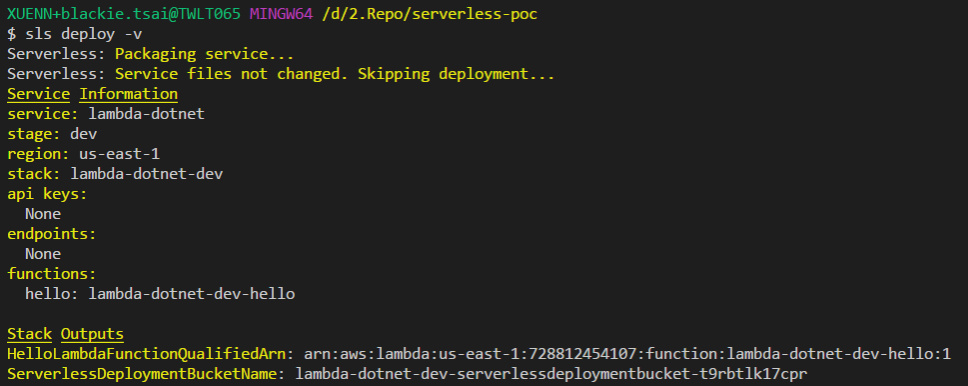 XUENN+blackie.tsai@TWLT065 MINGW64 /d/2.Repo/serverless-poc
$ sls deploy -v
Serverless: Packaging service...
Serverless: Service files not changed. Skipping deployment...
Service Information
service: lambda-dotnet
stage: dev
region: us-east-1
stack: lambda-dotnet-dev
api keys:
  None
endpoints:
  None
functions:
  hello: lambda-dotnet-dev-hello

Stack Outputs
HelloLambdaFunctionQualifiedArn: arn:aws:lambda:us-east-1:728812454107:function:lambda-dotnet-dev-hello:1
ServerlessDeploymentBucketName: lambda-dotnet-dev-serverlessdeploymentbucket-t9rbtlk17cpr